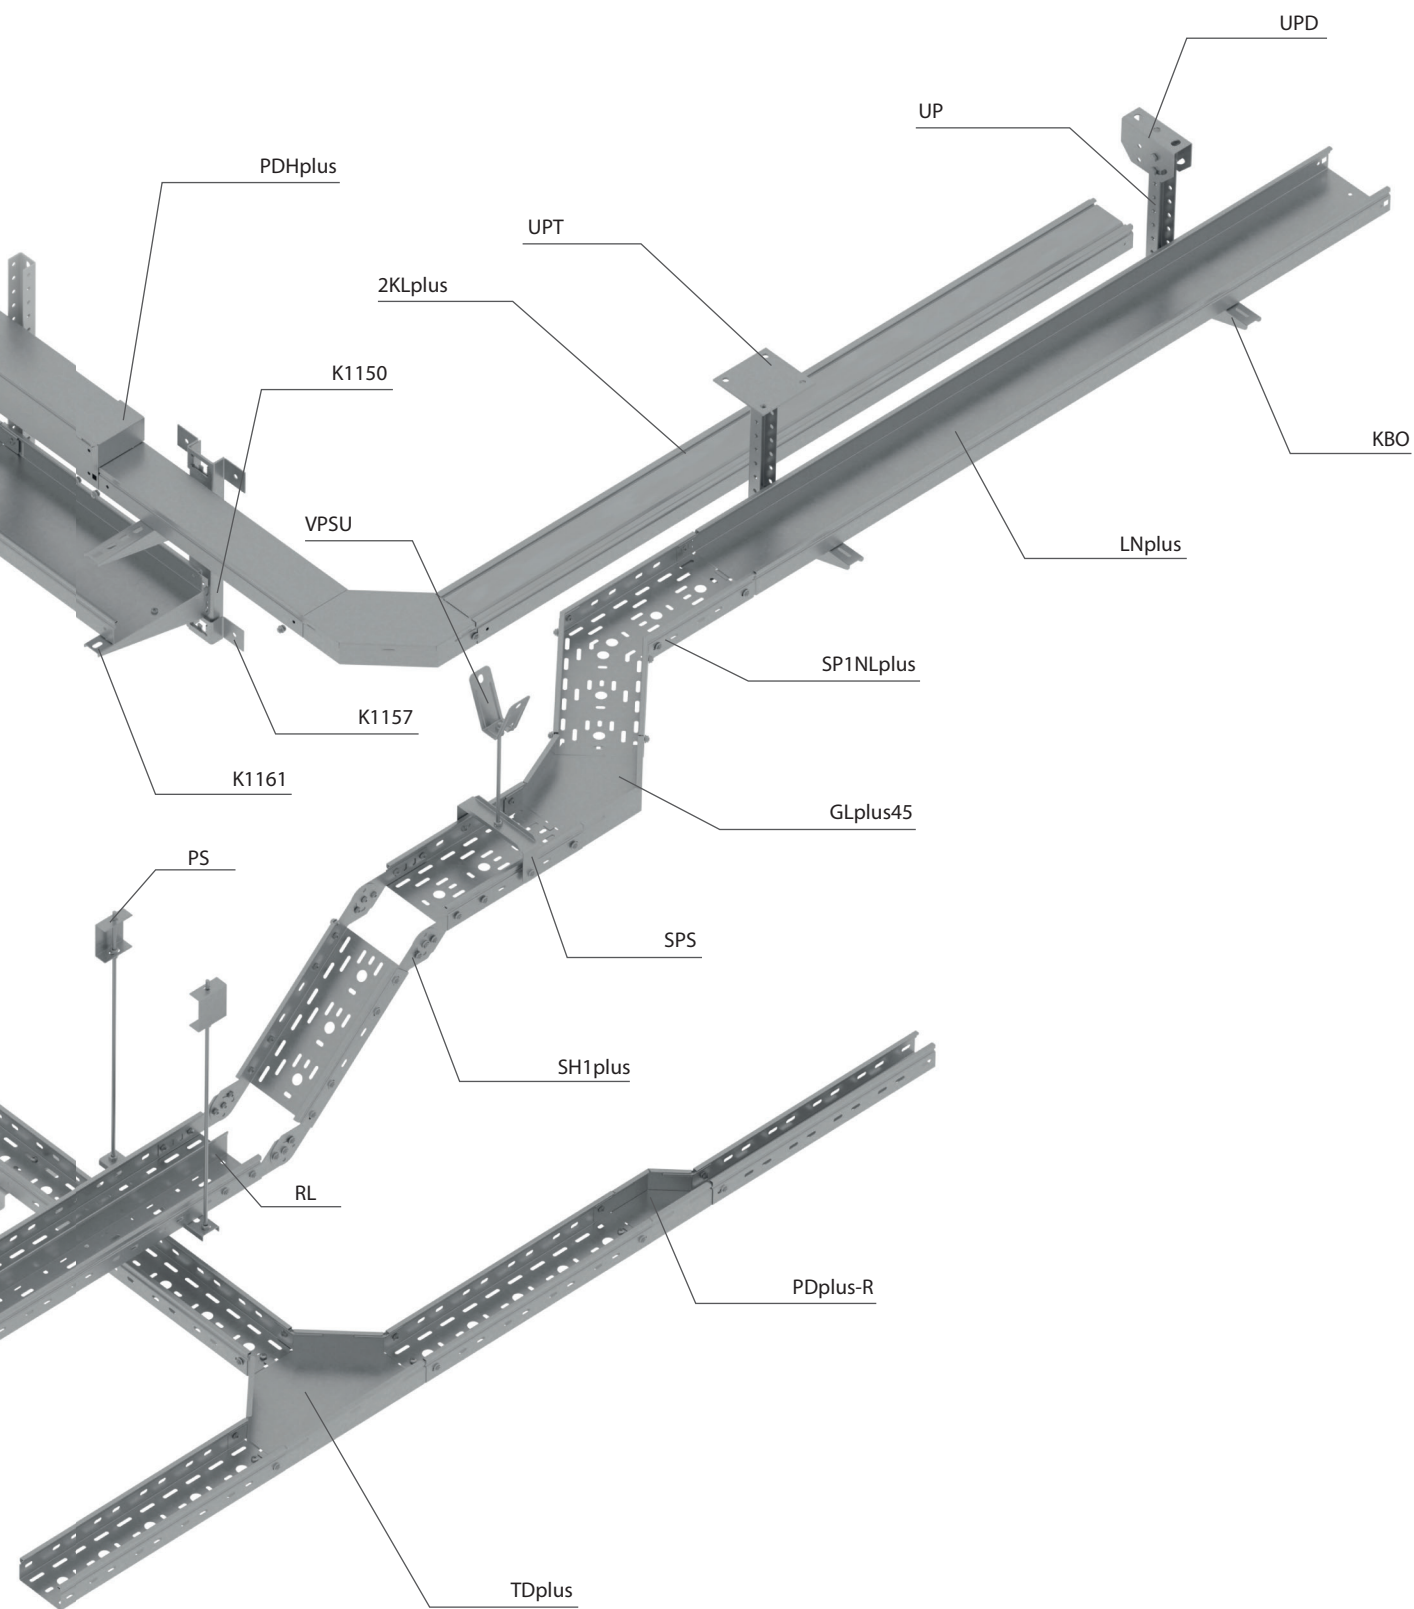 UPD
UP
PDHplus
UPT
2KLplus
K1150
KBO
VPSU
LNplus
SP1NLplus
K1157
K1161
GLplus45
PS
SPS
SH1plus
RL
PDplus-R
TDplus